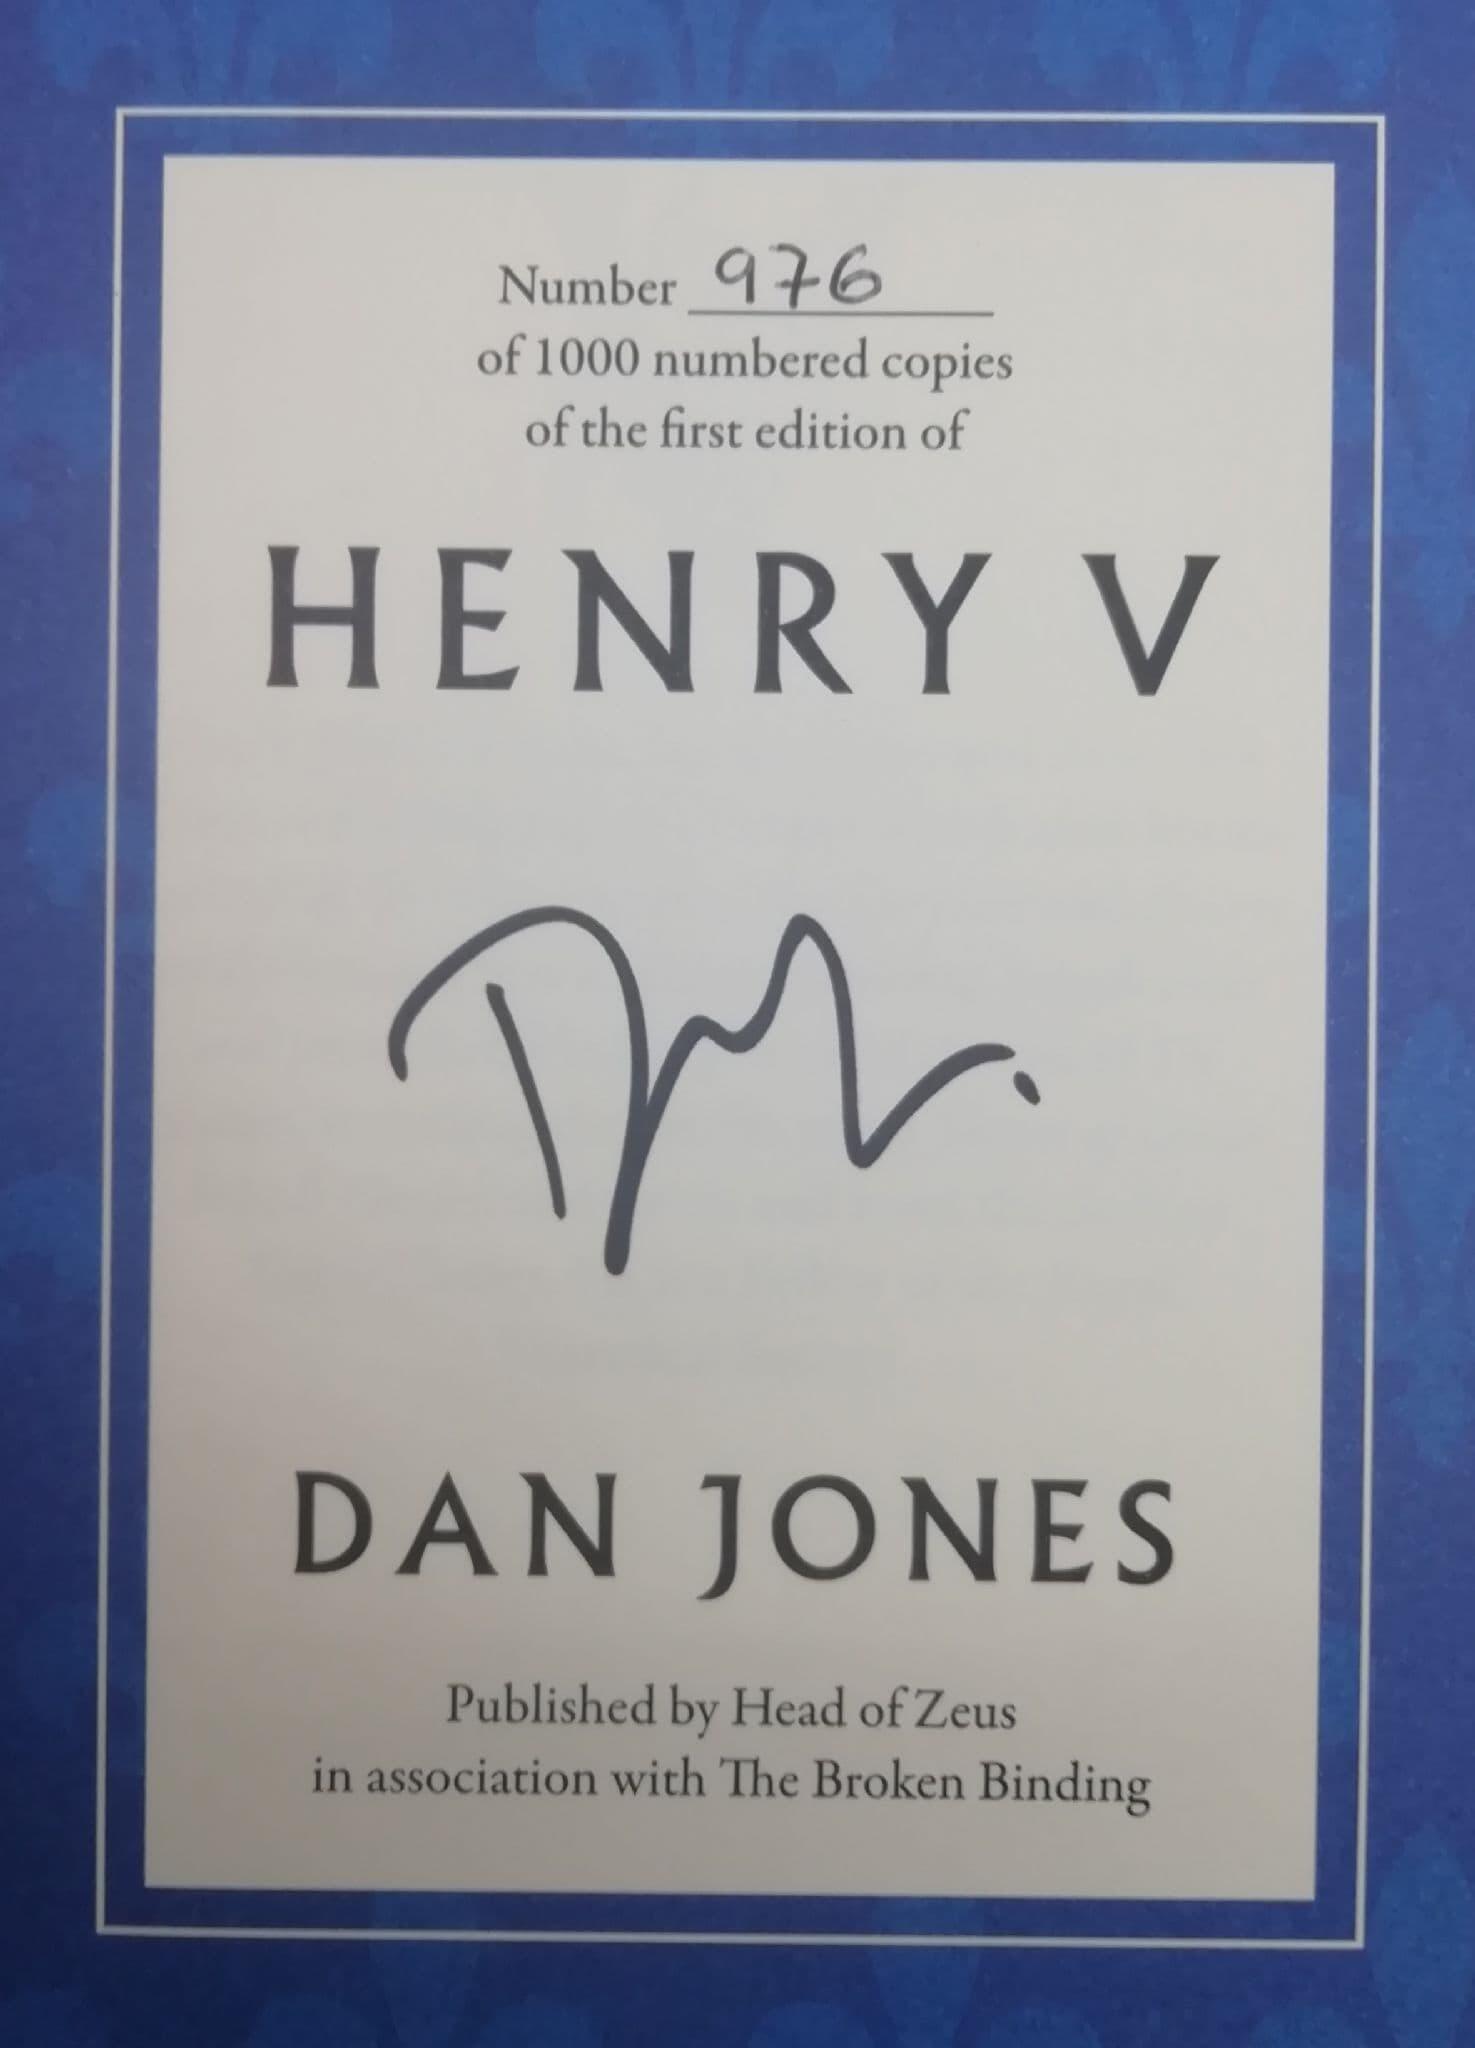 Number 976
of 1000 numbered copies
of the first edition of
HENRY V
DAN JONES
Published by Head of Zeus
in association with The Broken Binding